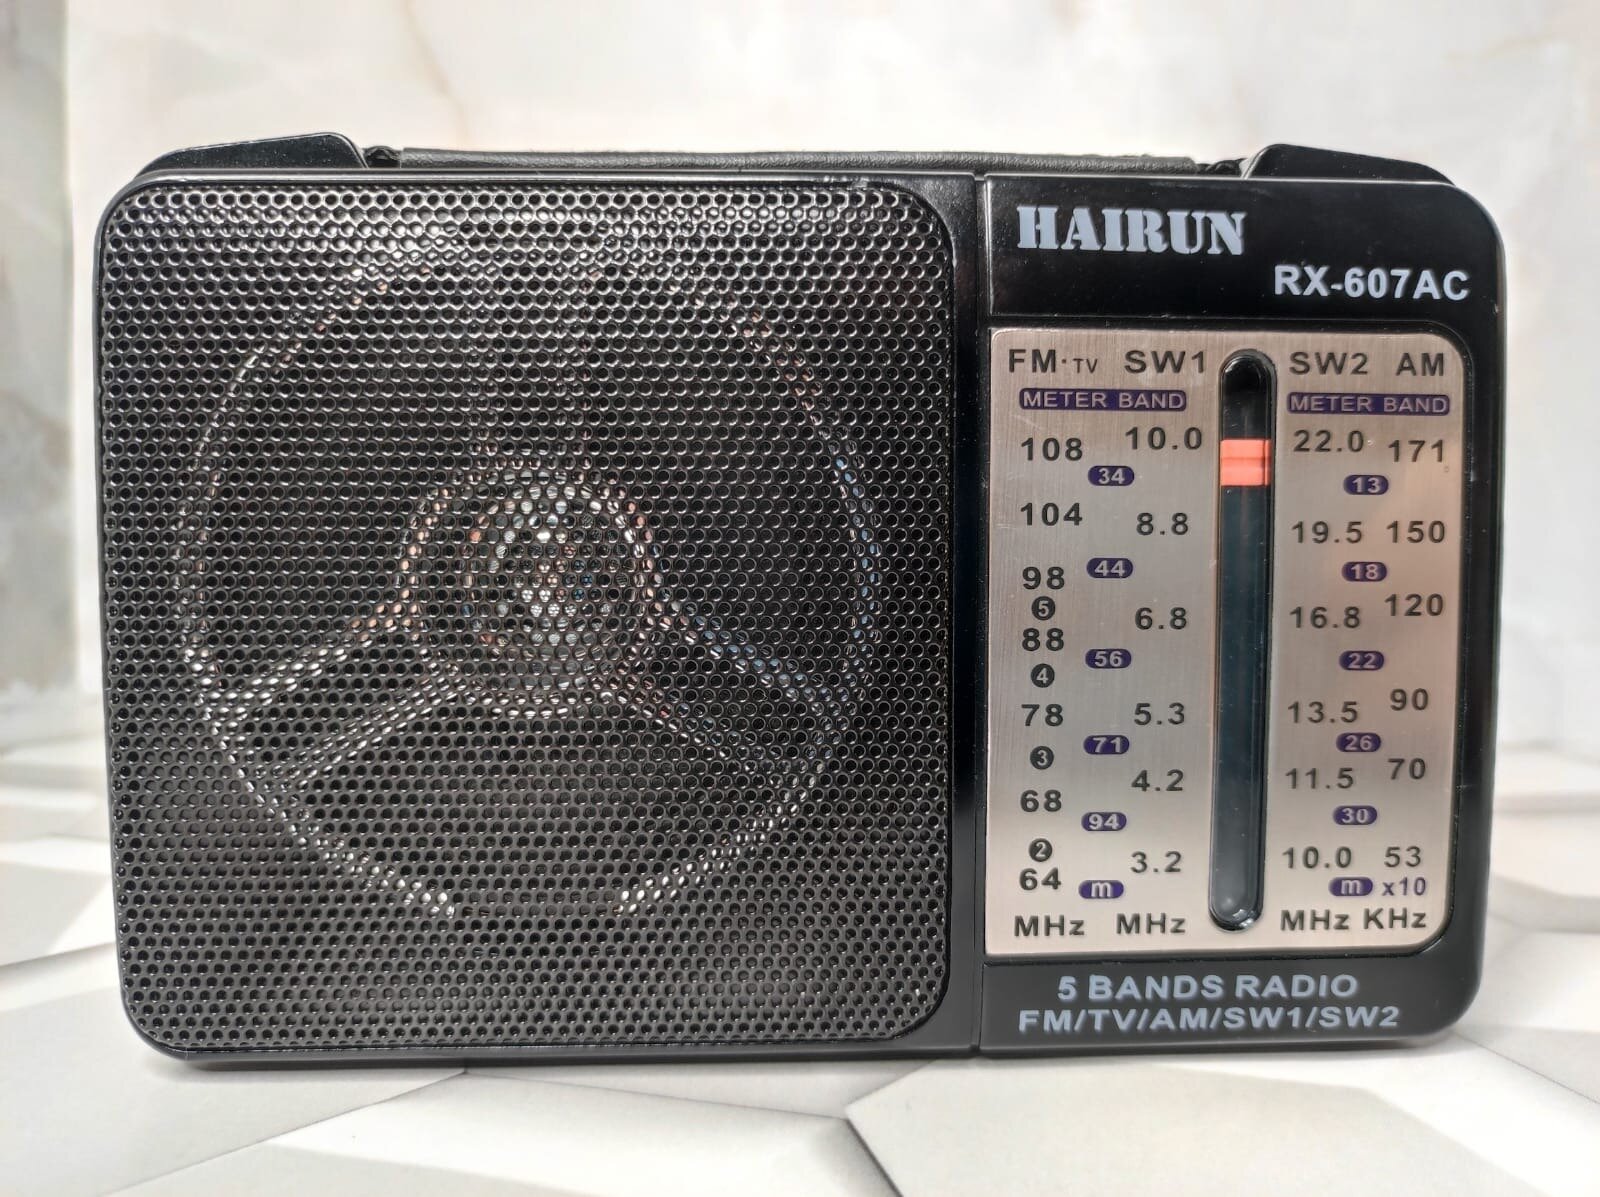 HAIRUN
RX-607AC
FM·TV SW1 SW2 AM
METER BAND METER BAND
108 10.0 22.0 171
34 13
104 8.8 19.5 150
44 18
98 6.8 16.8 120
5
88 56 22
4
78 5.3 13.5 90
3 71 26
68 4.2 11.5 70
94 30
2
64 3.2 10.0 53
m m x10
MHz MHz MHz KHz
5 BANDS RADIO
FM/TV/AM/SW1/SW2